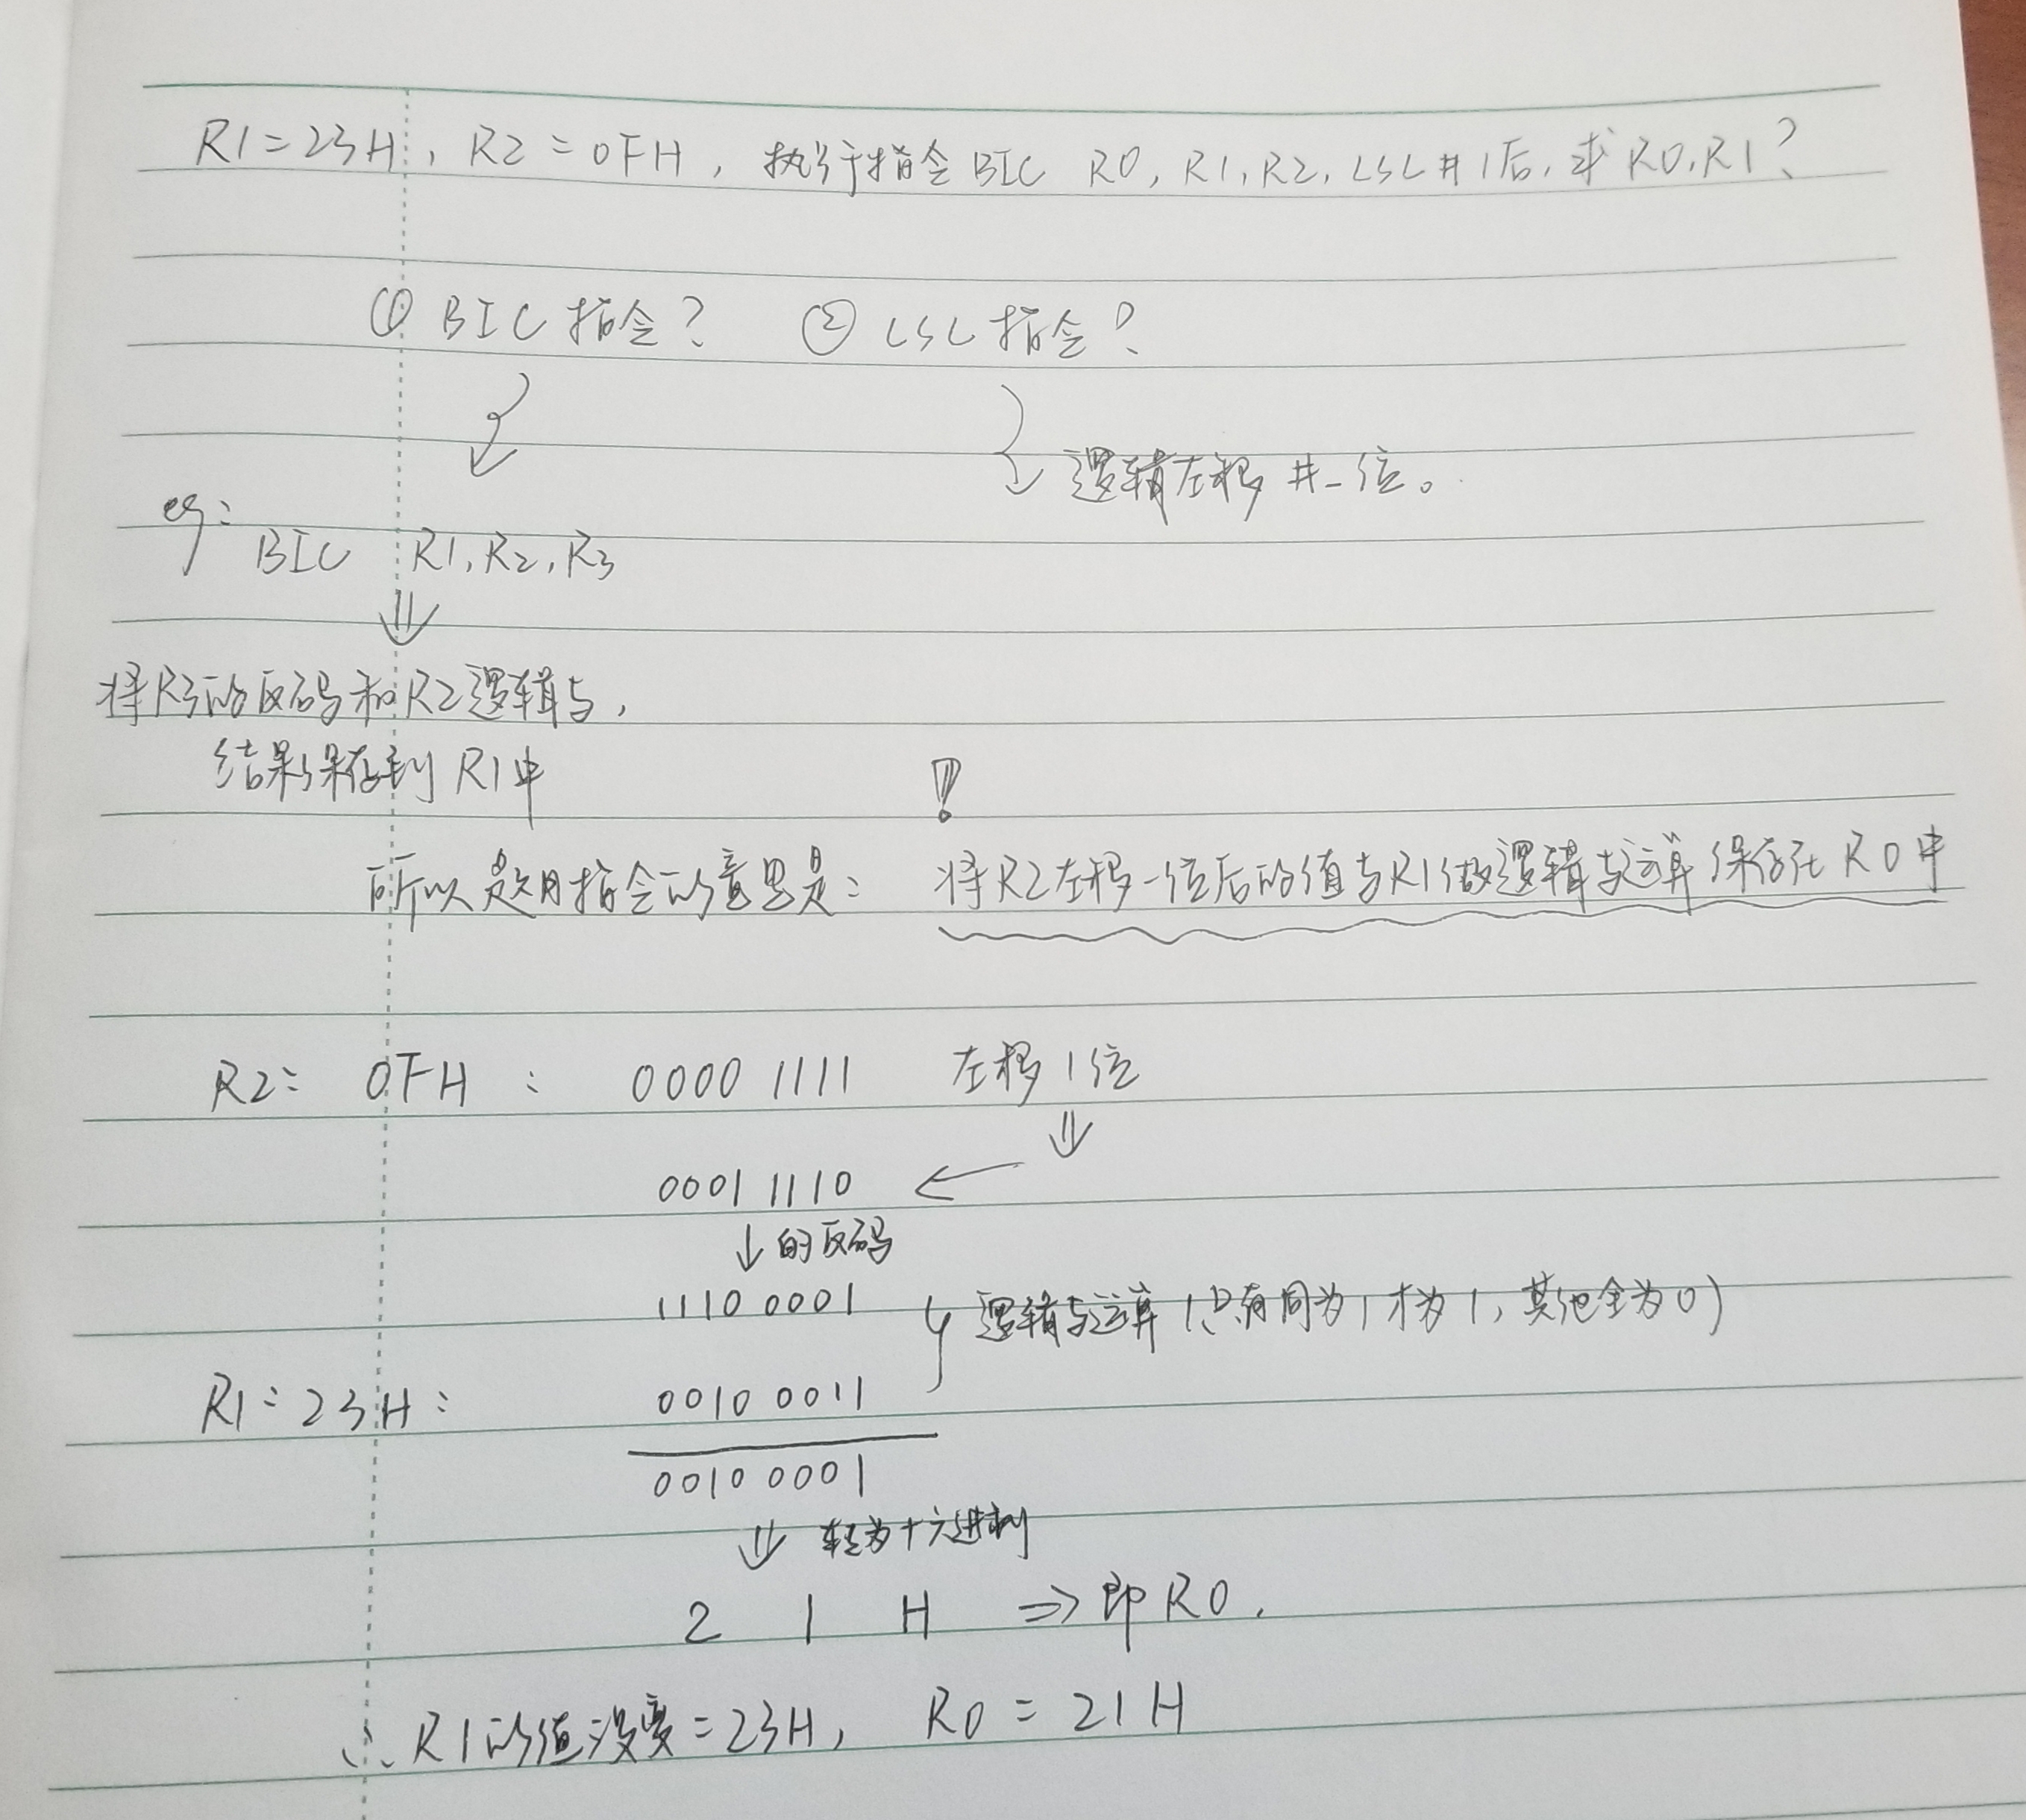 R1=23H, R2=0FH, 执行指令BIC R0, R1, R2, LSL#1后, 求R0, R1?
① BIC指令? ② LSL指令?
逻辑左移#一位。
eg:
BIC R1, R2, R3
将R3的反码和R2逻辑与,
结果保存到R1中
!
所以题目指令的意思是: 将R2左移一位后的值与R1做逻辑与运算保存在R0中
R2: 0FH : 0000 1111 左移1位
0001 1110
的反码
1110 0001 逻辑与运算(只有同为1才为1, 其他全为0)
R1: 23H: 0010 0011
0010 0001
转为十六进制
2 1 H ⇒ 即R0.
∴ R1的值没变=23H, R0=21H